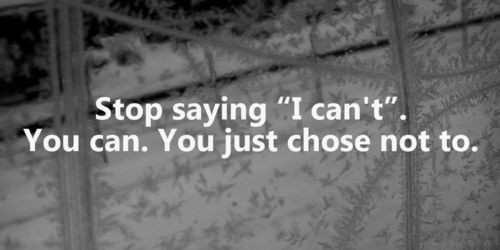 Stop saying “I can't”.
You can. You just chose not to.